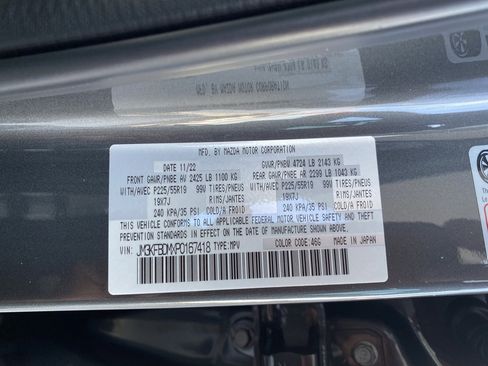 MFD. BY MAZDA MOTOR CORPORATION
DATE 11/22 GVWR/PNBV 4724 LB 2143 KG
FRONT GAWR/PNBE AV 2425 LB 1100 KG REAR GAWR/PNBE AR 2299 LB 1043 KG
WITH/AVEC P225/55R19 99V TIRES/PNEUS WITH/AVEC P225/55R19 99V TIRES/PNEUS
19X7J RIMS/JANTES 19X7J RIMS/JANTES
240 KPA/35 PSI COLD/A FROID 240 KPA/35 PSI COLD/A FROID
THIS VEHICLE CONFORMS TO ALL APPLICABLE FEDERAL MOTOR VEHICLE SAFETY AND THEFT
PREVENTION STANDARDS IN EFFECT ON THE DATE OF MANUFACTURE SHOWN ABOVE.
VIN: JM3KFBDMXP0167418 TYPE:MPV COLOR CODE:46G MADE IN JAPAN